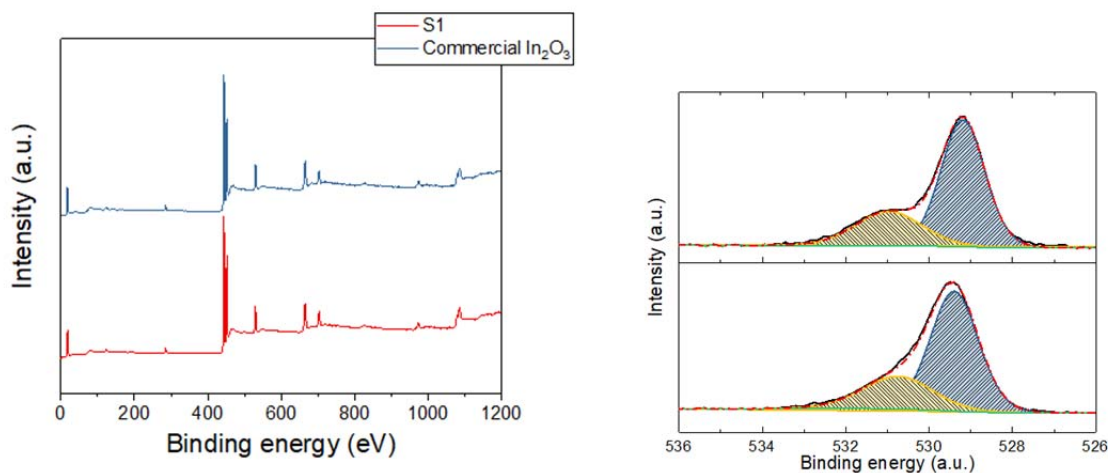 S1
Commercial In₂O₃
Intensity (a.u.)
0 200 400 600 800 1000 1200
Binding energy (eV)
Intensity (a.u.)
536 534 532 530 528 526
Binding energy (a.u.)